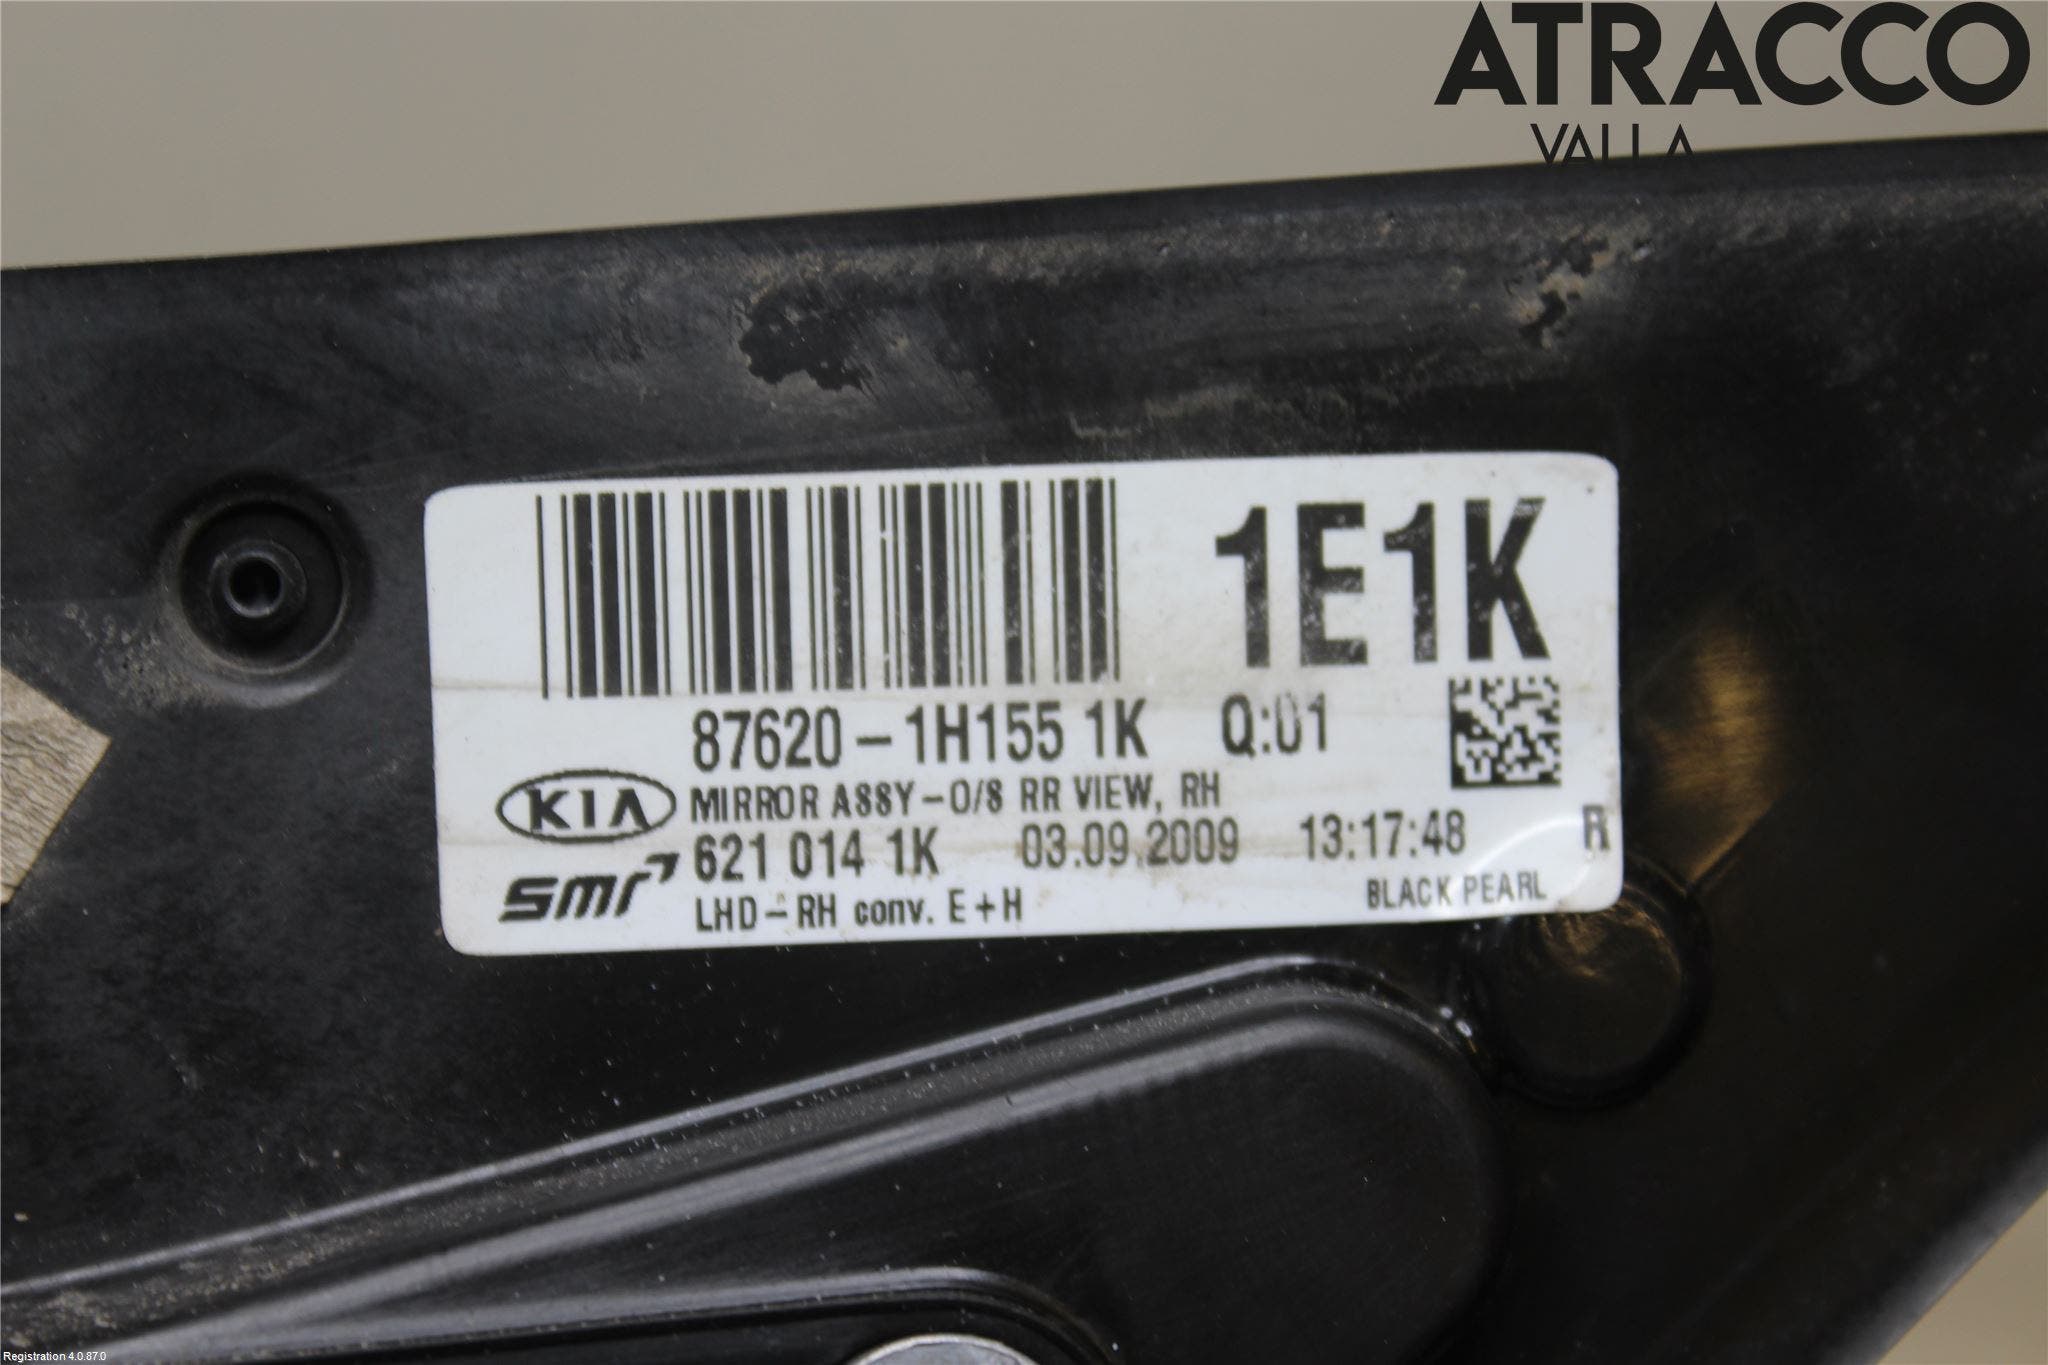 ATRACCO
VALLA
1E1K
87620-1H155 1K Q:01
KIA MIRROR ASSY-O/S RR VIEW, RH
smr 621 014 1K 03.09.2009 13:17:48 R
LHD-RH conv. E+H BLACK PEARL
Registration 4.0.87.0